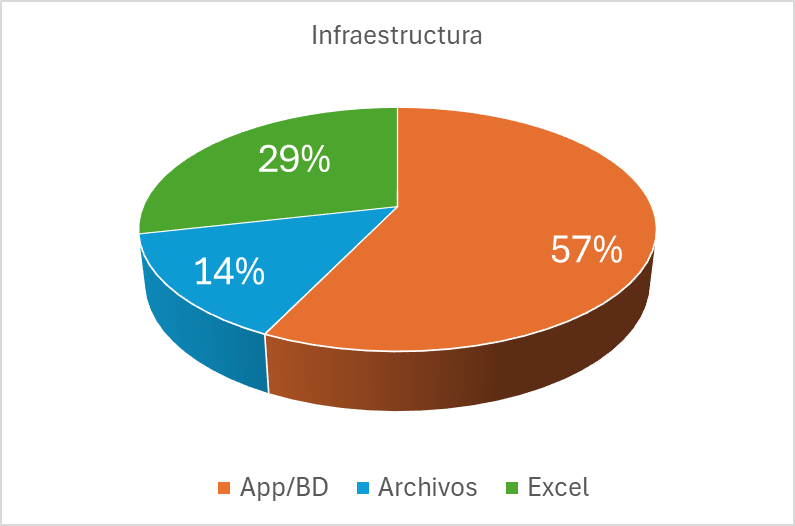 Infraestructura
29%
57%
14%
App/BD Archivos Excel